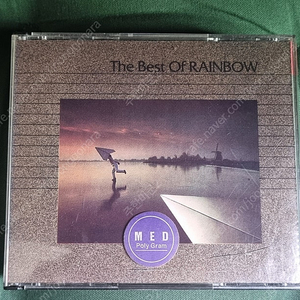 The Best Of RAINBOW
MED
Poly Gram